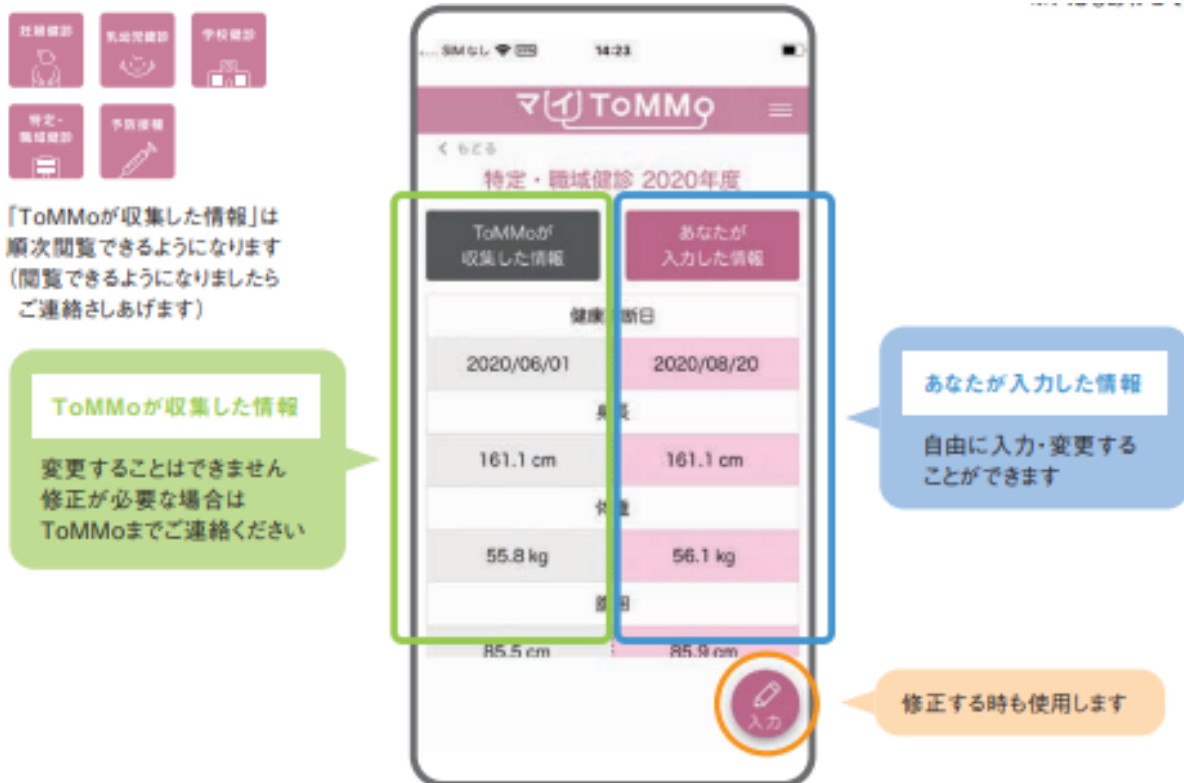 妊婦健診
乳幼児健診
学校健診
特定・
職域健診
予防接種
「ToMMoが収集した情報」は
順次閲覧できるようになります
(閲覧できるようになりましたら
ご連絡さしあげます)
ToMMoが収集した情報
変更することはできません
修正が必要な場合は
ToMMoまでご連絡ください
.... SIMなし 14:23
マイToMMo
く もどる
特定・職域健診 2020年度
ToMMoが
収集した情報
あなたが
入力した情報
健康診断日
2020/06/01 2020/08/20
身長
161.1 cm 161.1 cm
体重
55.8 kg 56.1 kg
腹囲
85.5 cm 85.9 cm
入力
あなたが入力した情報
自由に入力・変更する
ことができます
修正する時も使用します